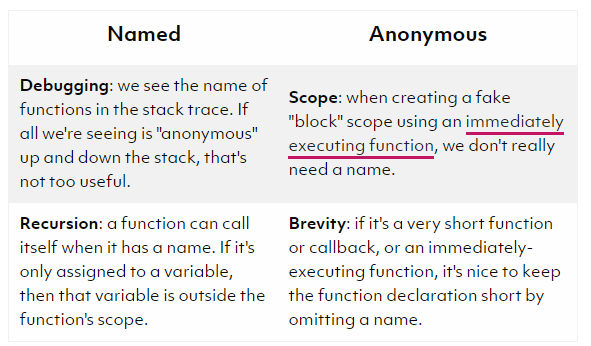 Named
Anonymous
Debugging: we see the name of
functions in the stack trace. If
all we're seeing is "anonymous"
up and down the stack, that's
not too useful.
Scope: when creating a fake
"block" scope using an immediately
executing function, we don't really
need a name.
Recursion: a function can call
itself when it has a name. If it's
only assigned to a variable,
then that variable is outside the
function's scope.
Brevity: if it's a very short function
or callback, or an immediately-
executing function, it's nice to keep
the function declaration short by
omitting a name.